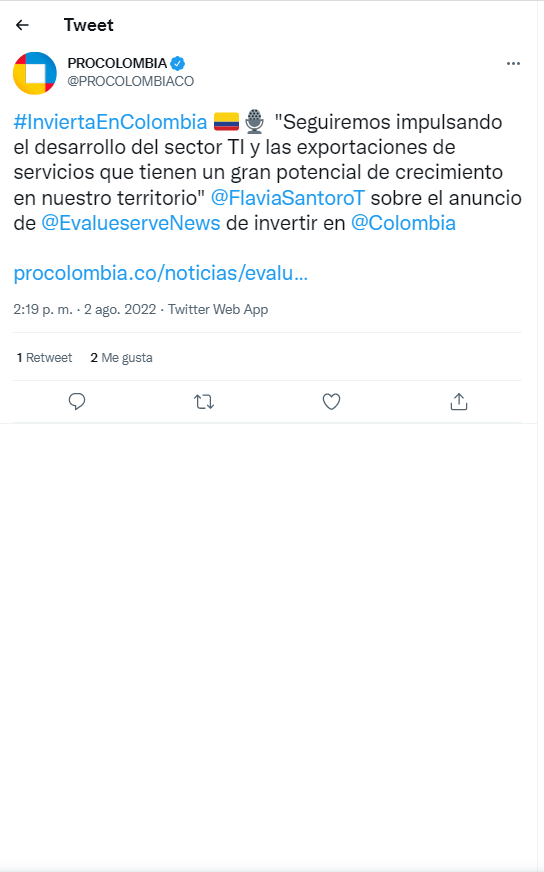 Tweet
PROCOLOMBIA
@PROCOLOMBIACO
#InviertaEnColombia 🇨🇴🎙️ "Seguiremos impulsando
el desarrollo del sector TI y las exportaciones de
servicios que tienen un gran potencial de crecimiento
en nuestro territorio" @FlaviaSantoroT sobre el anuncio
de @EvalueserveNews de invertir en @Colombia
procolombia.co/noticias/evalu...
2:19 p. m. · 2 ago. 2022 · Twitter Web App
1 Retweet 2 Me gusta